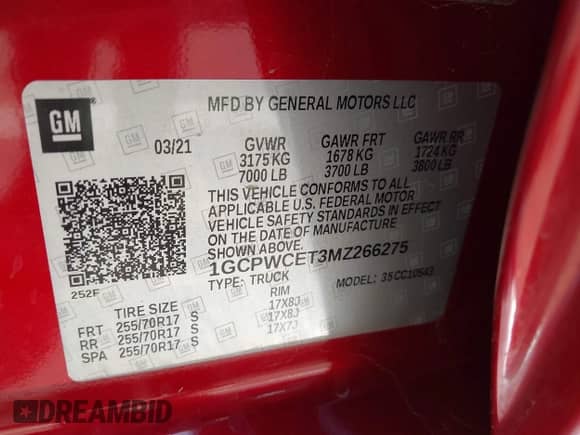 GM
MFD BY GENERAL MOTORS LLC
03/21 GVWR GAWR FRT GAWR RR
3175 KG 1678 KG 1724 KG
7000 LB 3700 LB 3800 LB
THIS VEHICLE CONFORMS TO ALL
APPLICABLE U.S. FEDERAL MOTOR
VEHICLE SAFETY STANDARDS IN EFFECT
ON THE DATE OF MANUFACTURE
SHOWN ABOVE.
1GCPWCET3MZ266275
TYPE: TRUCK MODEL: 35CC10543
252F
TIRE SIZE RIM
FRT 255/70R17 S 17X8J
RR 255/70R17 S 17X8J
SPA 255/70R17 S 17X7J
DREAMBID